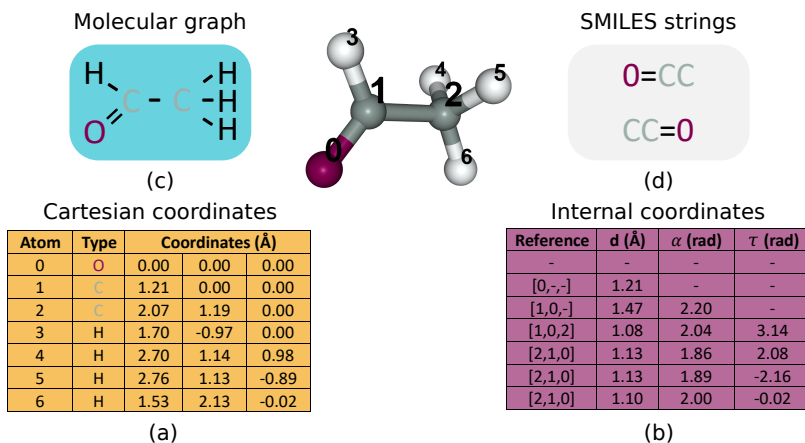 Molecular graph
H
H
C - C - H
O
H
(c)
3
1
4
5
2
0
6
SMILES strings
O=CC
CC=O
(d)
Cartesian coordinates
Atom Type Coordinates (Å)
0 O 0.00 0.00 0.00
1 C 1.21 0.00 0.00
2 C 2.07 1.19 0.00
3 H 1.70 -0.97 0.00
4 H 2.70 1.14 0.98
5 H 2.76 1.13 -0.89
6 H 1.53 2.13 -0.02
(a)
Internal coordinates
Reference d (Å) α (rad) τ (rad)
- - - -
[0,-,-] 1.21 - -
[1,0,-] 1.47 2.20 -
[1,0,2] 1.08 2.04 3.14
[2,1,0] 1.13 1.86 2.08
[2,1,0] 1.13 1.89 -2.16
[2,1,0] 1.10 2.00 -0.02
(b)